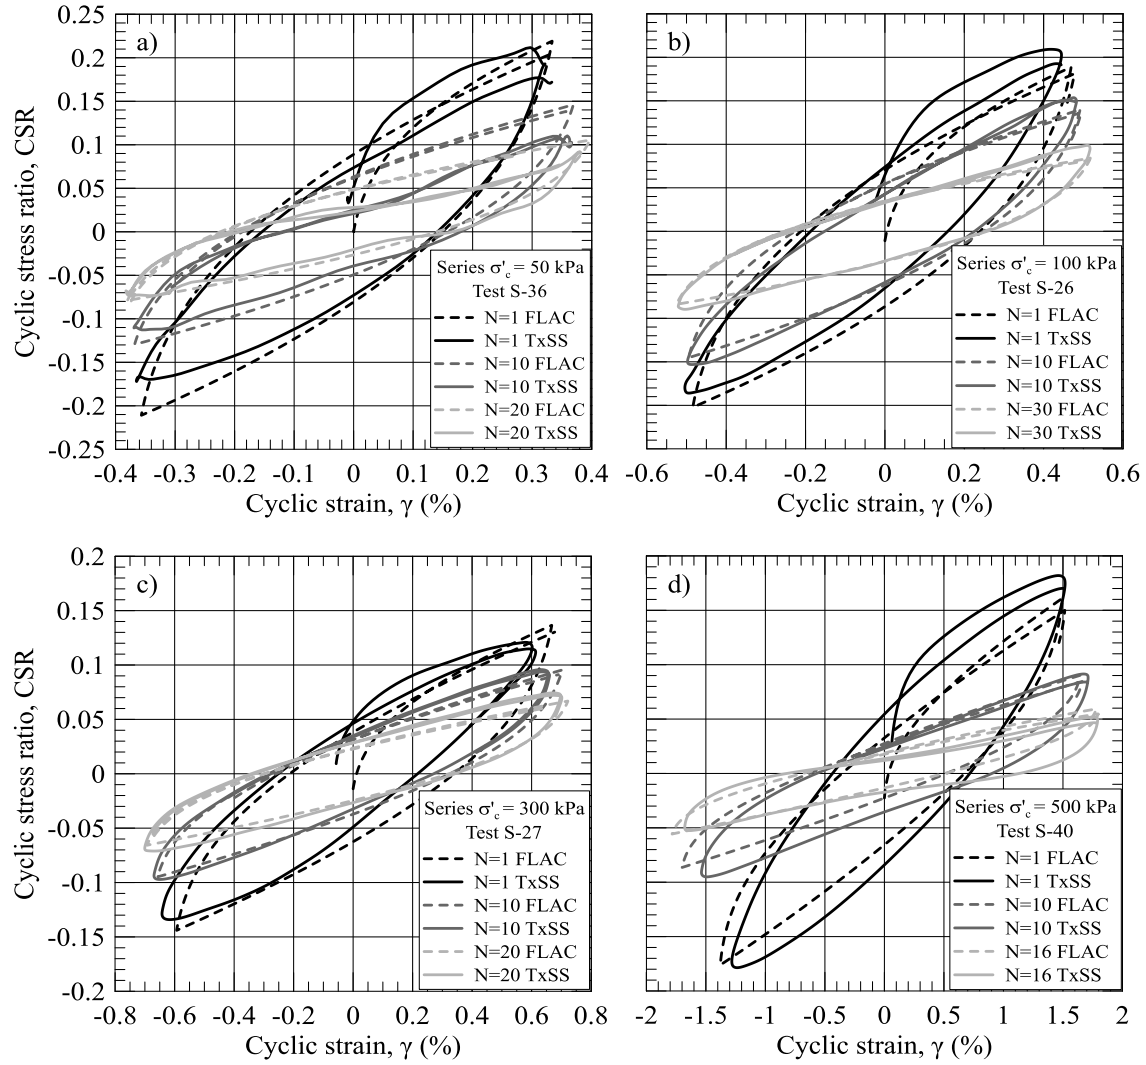 a)
0.25
0.2
0.15
0.1
0.05
0
-0.05
-0.1
-0.15
-0.2
-0.25
Cyclic stress ratio, CSR
Series σ'c = 50 kPa
Test S-36
N=1 FLAC
N=1 TxSS
N=10 FLAC
N=10 TxSS
N=20 FLAC
N=20 TxSS
-0.4 -0.3 -0.2 -0.1 0 0.1 0.2 0.3 0.4
Cyclic strain, γ (%)
b)
Series σ'c = 100 kPa
Test S-26
N=1 FLAC
N=1 TxSS
N=10 FLAC
N=10 TxSS
N=30 FLAC
N=30 TxSS
-0.6 -0.4 -0.2 0 0.2 0.4 0.6
Cyclic strain, γ (%)
c)
0.2
0.15
0.1
0.05
0
-0.05
-0.1
-0.15
-0.2
Cyclic stress ratio, CSR
Series σ'c = 300 kPa
Test S-27
N=1 FLAC
N=1 TxSS
N=10 FLAC
N=10 TxSS
N=20 FLAC
N=20 TxSS
-0.8 -0.6 -0.4 -0.2 0 0.2 0.4 0.6 0.8
Cyclic strain, γ (%)
d)
Series σ'c = 500 kPa
Test S-40
N=1 FLAC
N=1 TxSS
N=10 FLAC
N=10 TxSS
N=16 FLAC
N=16 TxSS
-2 -1.5 -1 -0.5 0 0.5 1 1.5 2
Cyclic strain, γ (%)